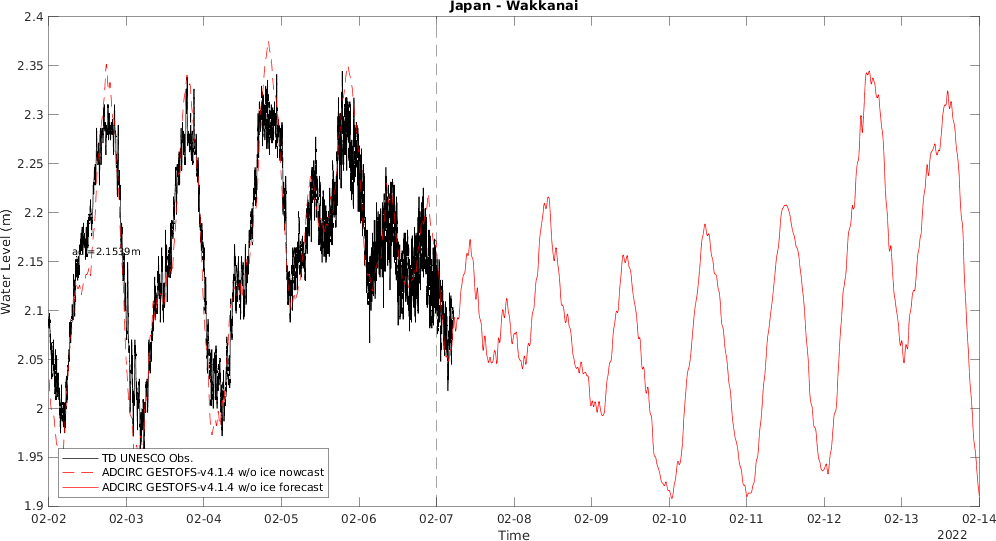 Japan - Wakkanai
Water Level (m)
2.4
2.35
2.3
2.25
2.2
2.15
2.1
2.05
2
1.95
1.9
TD UNESCO Obs.
ADCIRC GESTOFS-v4.1.4 w/o ice nowcast
ADCIRC GESTOFS-v4.1.4 w/o ice forecast
02-02 02-03 02-04 02-05 02-06 02-07 02-08 02-09 02-10 02-11 02-12 02-13 02-14
Time
2022